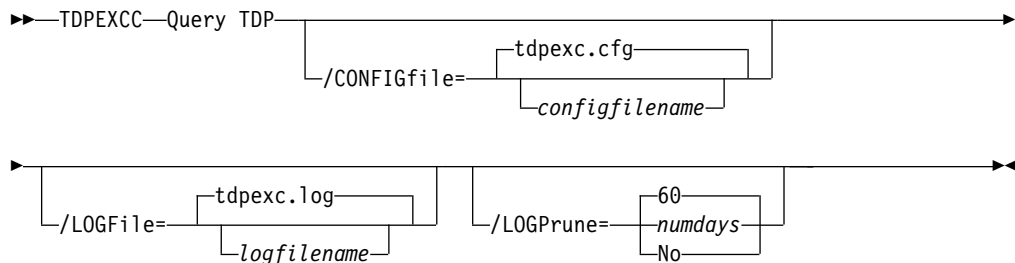 TDPEXCC Query TDP
tdpexc.cfg
/CONFIGfile=
configfilename
tdpexc.log
/LOGFile=
logfilename
60
/LOGPrune=
numdays
No